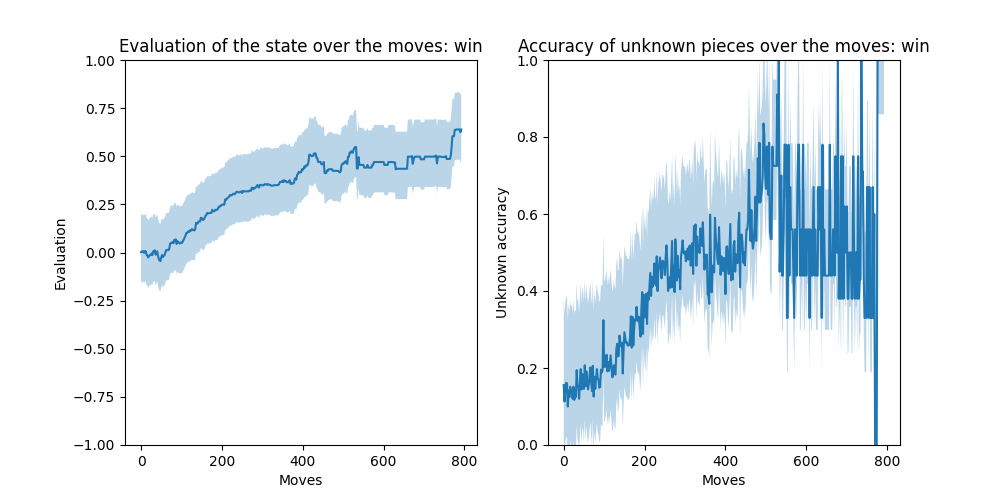 Evaluation of the state over the moves: win
Evaluation
1.00
0.75
0.50
0.25
0.00
−0.25
−0.50
−0.75
−1.00
0 200 400 600 800
Moves
Accuracy of unknown pieces over the moves: win
Unknown accuracy
1.0
0.8
0.6
0.4
0.2
0.0
0 200 400 600 800
Moves